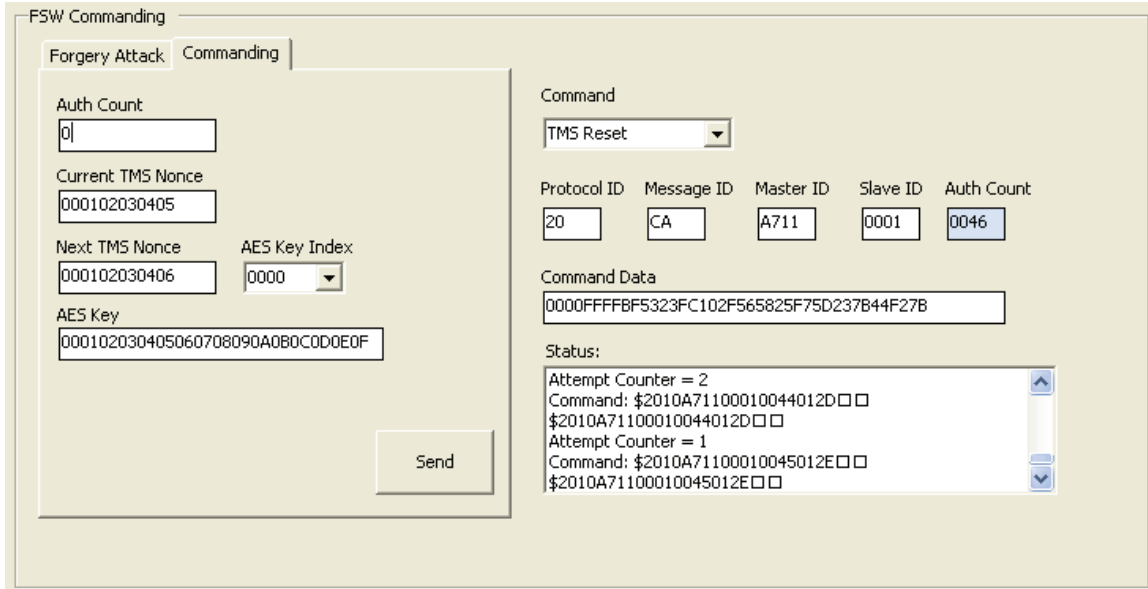 FSW Commanding
Forgery Attack Commanding
Auth Count
0
Current TMS Nonce
000102030405
Next TMS Nonce AES Key Index
000102030406 0000
AES Key
000102030405060708090A0B0C0D0E0F
Send
Command
TMS Reset
Protocol ID Message ID Master ID Slave ID Auth Count
20 CA A711 0001 0046
Command Data
0000FFFFBF5323FC102F565825F75D237B44F27B
Status:
Attempt Counter = 2
Command: $2010A71100010044012D□□
$2010A71100010044012D□□
Attempt Counter = 1
Command: $2010A71100010045012E□□
$2010A71100010045012E□□